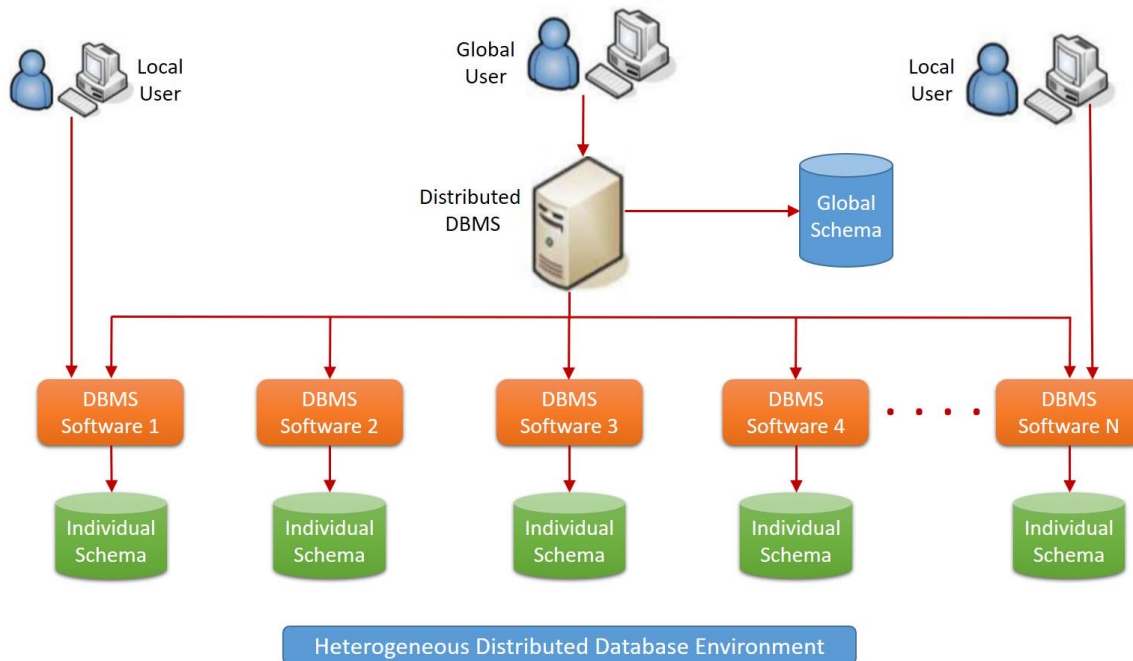 Local
User
Global
User
Local
User
Distributed
DBMS
Global
Schema
DBMS
Software 1
DBMS
Software 2
DBMS
Software 3
DBMS
Software 4
DBMS
Software N
Individual
Schema
Individual
Schema
Individual
Schema
Individual
Schema
Individual
Schema
Heterogeneous Distributed Database Environment